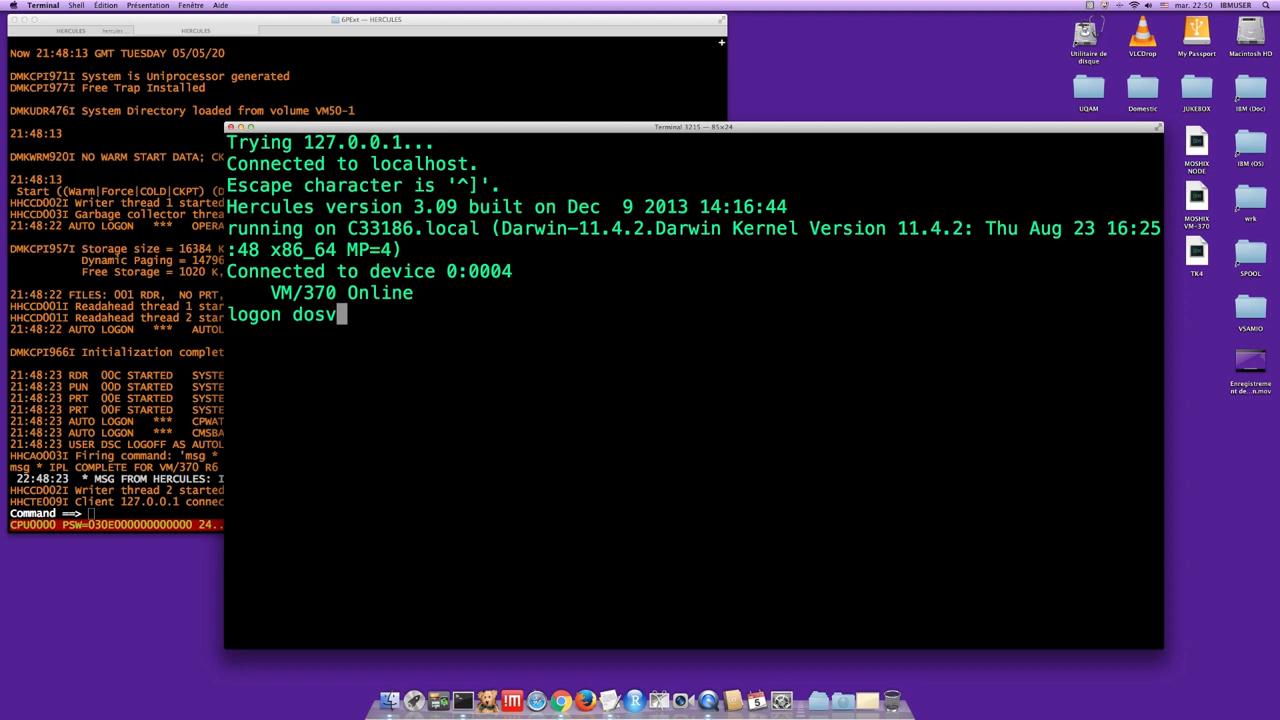 Terminal Shell Édition Présentation Fenêtre Aide
mar. 22:50 IBMUSER
6PExt — HERCULES
HERCULES hercules ... HERCULES
Now 21:48:13 GMT TUESDAY 05/05/20
DMKCPI971I System is Uniprocessor generated
DMKCPI977I Free Trap Installed
DMKUDR476I System Directory loaded from volume VM50-1
21:48:13
DMKWRM920I NO WARM START DATA; CK
21:48:13
Start ((Warm|Force|COLD|CKPT) (D
HHCCD002I Writer thread 1 started
HHCCD003I Garbage collector threa
21:48:22 AUTO LOGON *** OPERA
DMKCPI957I Storage size = 16384 K
Dynamic Paging = 14796
Free Storage = 1020 K,
21:48:22 FILES: 001 RDR, NO PRT,
HHCCD001I Readahead thread 1 star
HHCCD001I Readahead thread 2 star
21:48:22 AUTO LOGON *** AUTOL
DMKCPI966I Initialization complet
21:48:23 RDR 00C STARTED SYSTE
21:48:23 PUN 00D STARTED SYSTE
21:48:23 PRT 00E STARTED SYSTE
21:48:23 PRT 00F STARTED SYSTE
21:48:23 AUTO LOGON *** CPWAT
21:48:23 AUTO LOGON *** CMSBA
21:48:23 USER DSC LOGOFF AS AUTOL
HHCAO003I Firing command: 'msg *
msg * IPL COMPLETE FOR VM/370 R6
22:48:23 * MSG FROM HERCULES: I
HHCCD002I Writer thread 2 started
HHCTE009I Client 127.0.0.1 connec
Command ==>
CPU0000 PSW=030E000000000000 24..
Terminal 3215 — 85×24
Trying 127.0.0.1...
Connected to localhost.
Escape character is '^]'.
Hercules version 3.09 built on Dec  9 2013 14:16:44
running on C33186.local (Darwin-11.4.2.Darwin Kernel Version 11.4.2: Thu Aug 23 16:25
:48 x86_64 MP=4)
Connected to device 0:0004
VM/370 Online
logon dosv
Utilitaire de
disque
VLCDrop
My Passport
Macintosh HD
UQAM
Domestic
JUKEBOX
IBM (Doc)
MOSHIX
NODE
IBM (OS)
MOSHIX
VM-370
wrk
TK4
SPOOL
VSAMIO
Enregistreme
nt de...n.mov